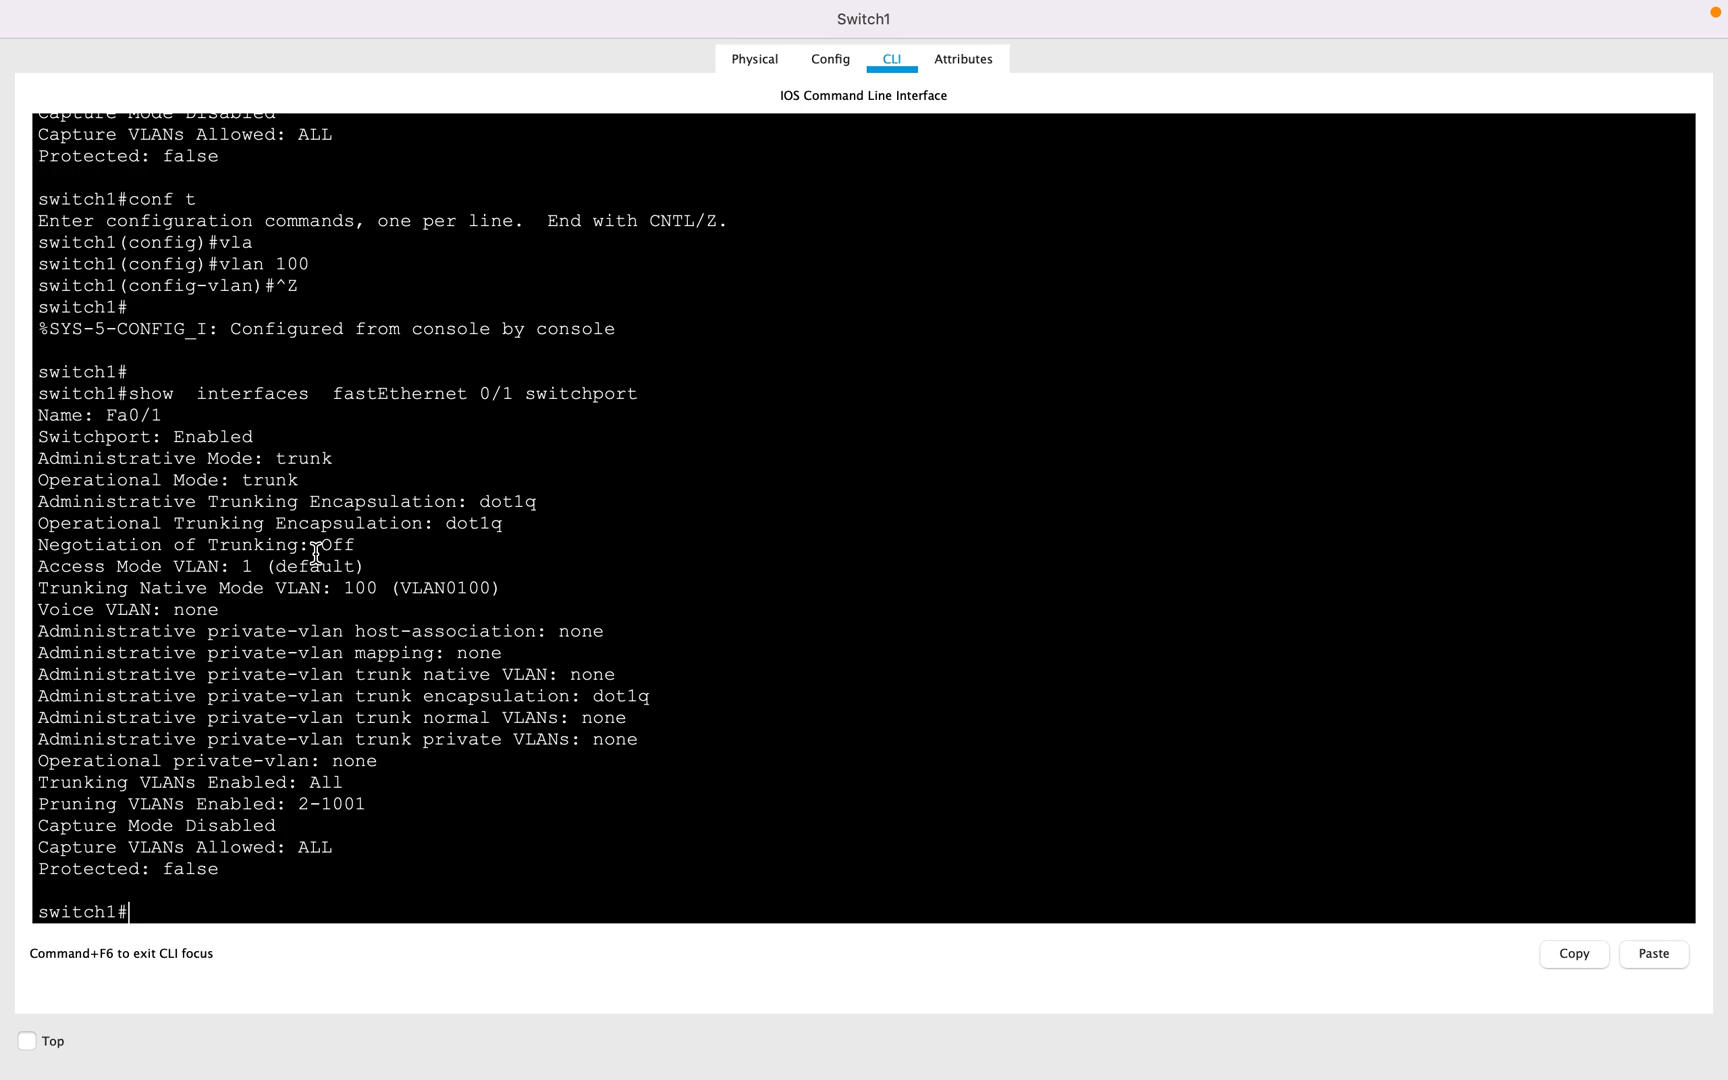 Switch1
Physical Config CLI Attributes
IOS Command Line Interface
Capture Mode Disabled
Capture VLANs Allowed: ALL
Protected: false
switch1#conf t
Enter configuration commands, one per line.  End with CNTL/Z.
switch1(config)#vla
switch1(config)#vlan 100
switch1(config-vlan)#^Z
switch1#
%SYS-5-CONFIG_I: Configured from console by console
switch1#
switch1#show  interfaces  fastEthernet 0/1 switchport
Name: Fa0/1
Switchport: Enabled
Administrative Mode: trunk
Operational Mode: trunk
Administrative Trunking Encapsulation: dot1q
Operational Trunking Encapsulation: dot1q
Negotiation of Trunking: Off
Access Mode VLAN: 1 (default)
Trunking Native Mode VLAN: 100 (VLAN0100)
Voice VLAN: none
Administrative private-vlan host-association: none
Administrative private-vlan mapping: none
Administrative private-vlan trunk native VLAN: none
Administrative private-vlan trunk encapsulation: dot1q
Administrative private-vlan trunk normal VLANs: none
Administrative private-vlan trunk private VLANs: none
Operational private-vlan: none
Trunking VLANs Enabled: All
Pruning VLANs Enabled: 2-1001
Capture Mode Disabled
Capture VLANs Allowed: ALL
Protected: false
switch1#
Command+F6 to exit CLI focus
Copy Paste
Top